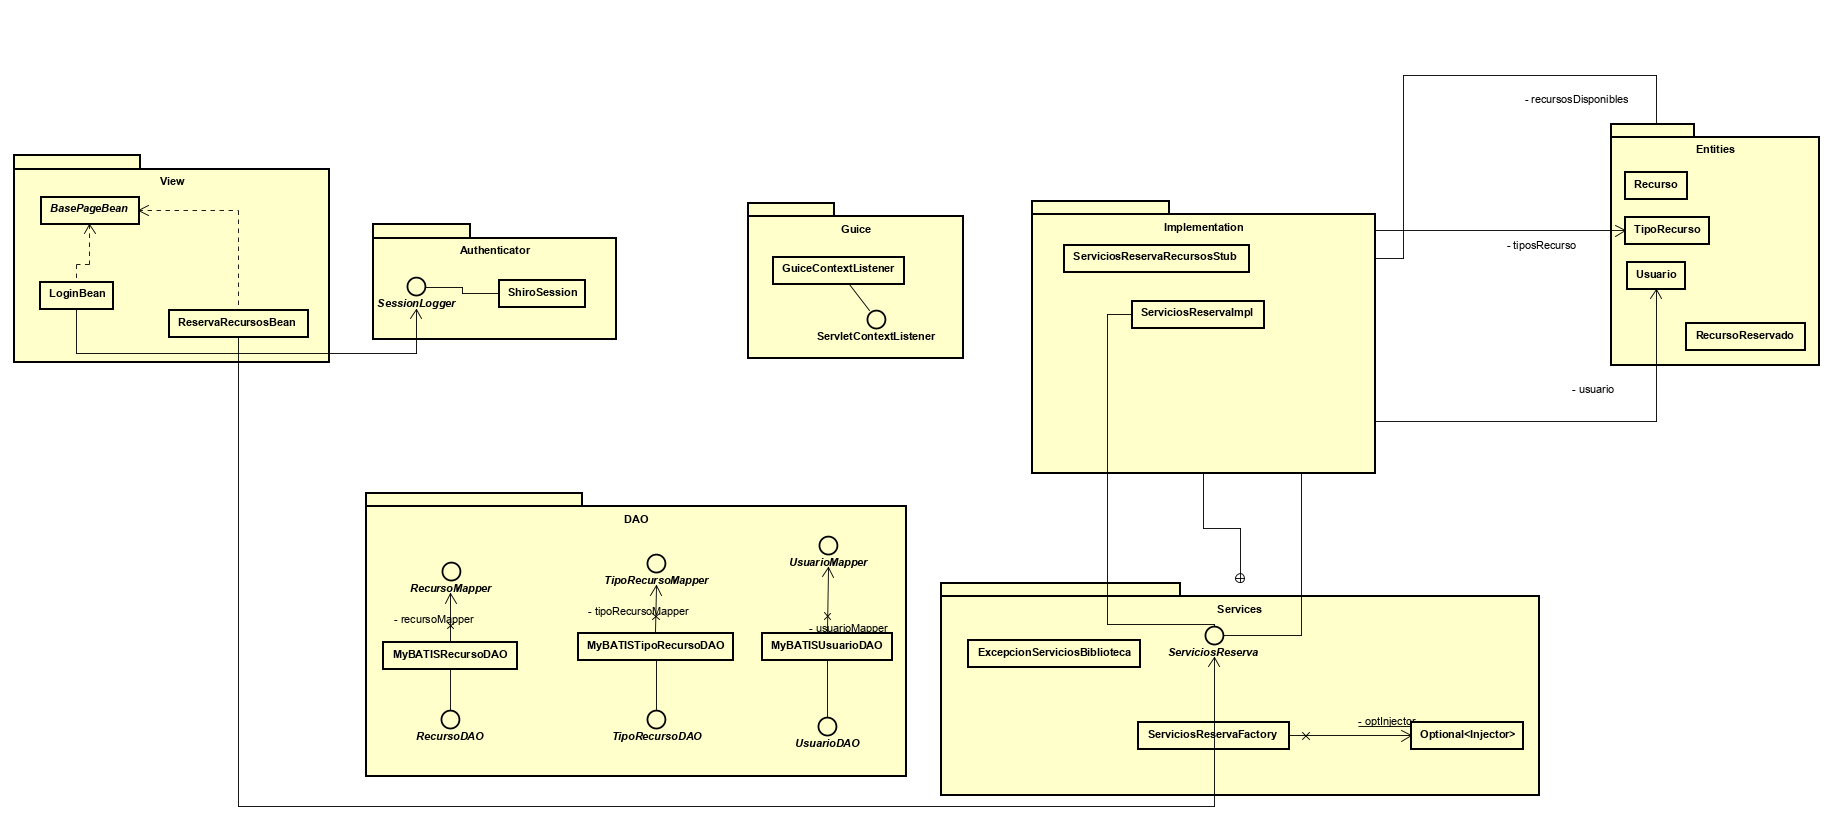 - recursosDisponibles
Entities
Recurso
TipoRecurso
- tiposRecurso
Usuario
RecursoReservado
- usuario
View
BasePageBean
LoginBean
ReservaRecursosBean
Authenticator
SessionLogger
ShiroSession
Guice
GuiceContextListener
ServletContextListener
Implementation
ServiciosReservaRecursosStub
ServiciosReservaImpl
DAO
RecursoMapper
- recursoMapper
MyBATISRecursoDAO
RecursoDAO
TipoRecursoMapper
- tipoRecursoMapper
MyBATISTipoRecursoDAO
TipoRecursoDAO
UsuarioMapper
- usuarioMapper
MyBATISUsuarioDAO
UsuarioDAO
Services
ExcepcionServiciosBiblioteca
ServiciosReserva
ServiciosReservaFactory
- optInjector
Optional<Injector>